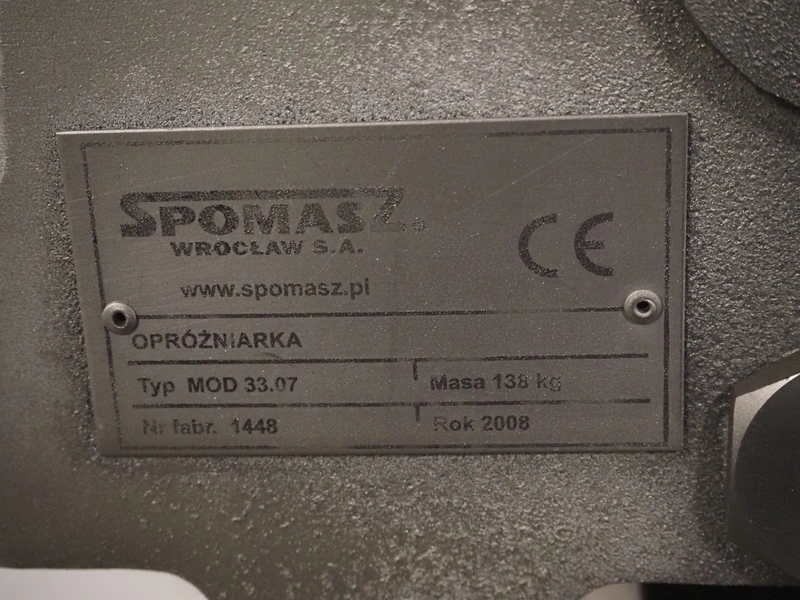 SPOMASZ®
WROCŁAW S.A.
CE
www.spomasz.pl
OPRÓŻNIARKA
Typ MOD 33.07 Masa 138 kg
Nr fabr. 1448 Rok 2008